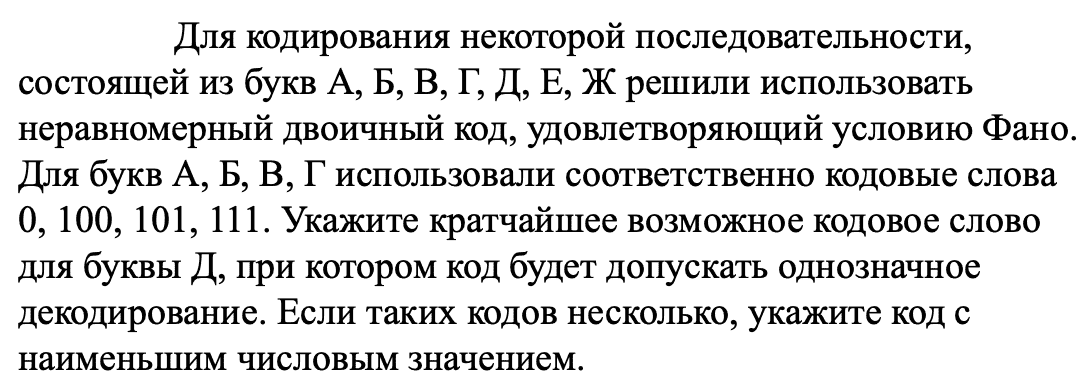 Для кодирования некоторой последовательности,
состоящей из букв А, Б, В, Г, Д, Е, Ж решили использовать
неравномерный двоичный код, удовлетворяющий условию Фано.
Для букв А, Б, В, Г использовали соответственно кодовые слова
0, 100, 101, 111. Укажите кратчайшее возможное кодовое слово
для буквы Д, при котором код будет допускать однозначное
декодирование. Если таких кодов несколько, укажите код с
наименьшим числовым значением.